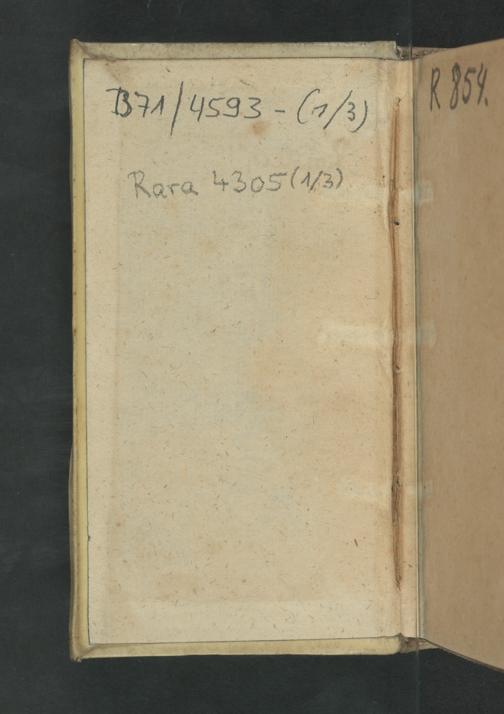 B71/4593-(1/3)
Rara 4305(1/3)
R 854.